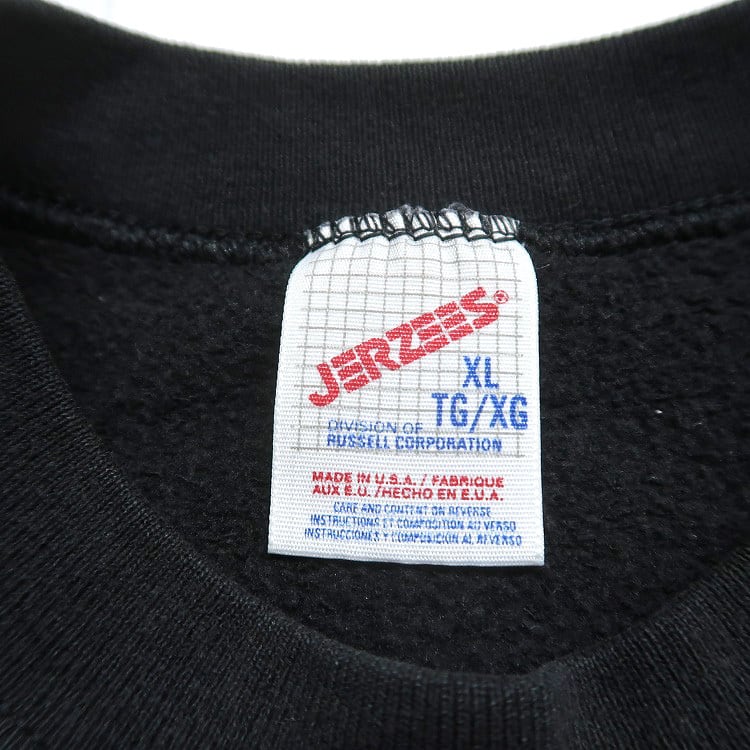 JERZEES®
XL
TG/XG
DIVISION OF
RUSSELL CORPORATION
MADE IN U.S.A. / FABRIQUE
AUX E.U. /HECHO EN E.U.A.
CARE AND CONTENT ON REVERSE
INSTRUCTIONS ET COMPOSITION AU VERSO
INSTRUCCIONES Y COMPOSICIÓN AL REVERSO